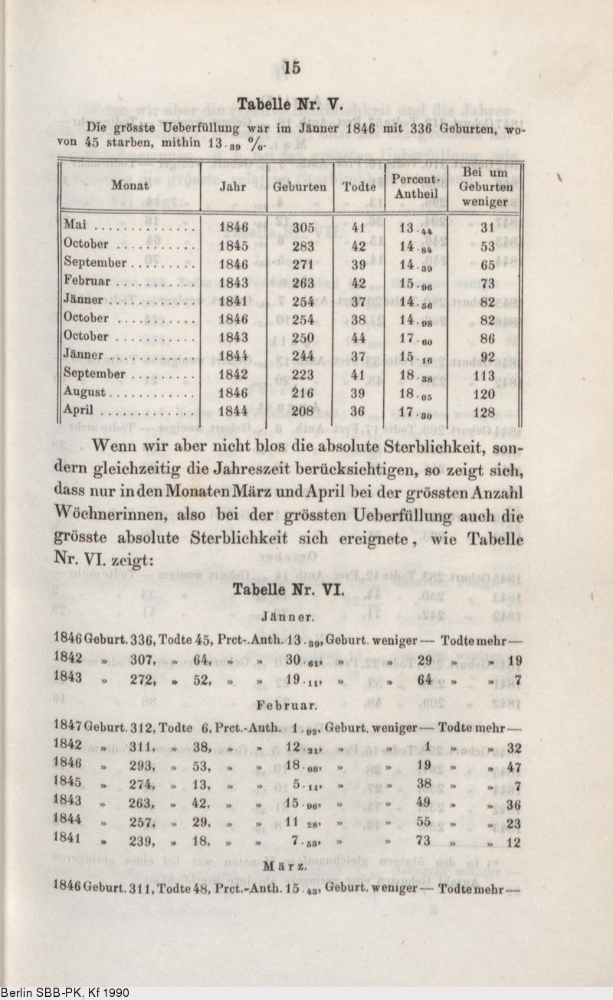 15
Tabelle Nr. V.
Die grösste Ueberfüllung war im Jänner 1846 mit 336 Geburten, wo-
von 45 starben, mithin 13.39 %.
Monat Jahr Geburten Todte Percent-Antheil Bei um Geburten weniger
Mai . . . . . . . . . . . . . . 1846 305 41 13.44 31
October . . . . . . . . . . . 1845 283 42 14.84 53
September . . . . . . . . . 1846 271 39 14.39 65
Februar . . . . . . . . . . . 1843 263 42 15.96 73
Jänner . . . . . . . . . . . . 1841 254 37 14.56 82
October . . . . . . . . . . . 1846 254 38 14.98 82
October . . . . . . . . . . . 1843 250 44 17.60 86
Jänner . . . . . . . . . . . . 1844 244 37 15.16 92
September . . . . . . . . . 1842 223 41 18.38 113
August . . . . . . . . . . . . 1846 216 39 18.05 120
April . . . . . . . . . . . . . 1844 208 36 17.30 128
Wenn wir aber nicht blos die absolute Sterblichkeit, son-
dern gleichzeitig die Jahreszeit berücksichtigen, so zeigt sich,
dass nur in den Monaten März und April bei der grössten Anzahl
Wöchnerinnen, also bei der grössten Ueberfüllung auch die
grösste absolute Sterblichkeit sich ereignete, wie Tabelle
Nr. VI. zeigt:
Tabelle Nr. VI.
Jänner.
1846 Geburt. 336, Todte 45, Prct-.Anth. 13.39, Geburt. weniger — Todte mehr —
1842 „ 307, „ 64, „ „ 30.61, „ „ 29 „ „ 19
1843 „ 272, „ 52, „ „ 19.11, „ „ 64 „ „ 7
Februar.
1847 Geburt. 312, Todte 6, Prct.-Anth. 1.92, Geburt. weniger — Todte mehr —
1842 „ 311, „ 38, „ „ 12.21, „ „ 1 „ „ 32
1846 „ 293, „ 53, „ „ 18.08, „ „ 19 „ „ 47
1845 „ 274, „ 13, „ „ 5.11, „ „ 38 „ „ 7
1843 „ 263, „ 42, „ „ 15.96, „ „ 49 „ „ 36
1844 „ 257, „ 29, „ „ 11 28, „ „ 55 „ „ 23
1841 „ 239, „ 18, „ „ 7.53, „ „ 73 „ „ 12
März.
1846 Geburt. 311, Todte 48, Prct.-Anth. 15.43, Geburt. weniger — Todte mehr —
Berlin SBB-PK, Kf 1990